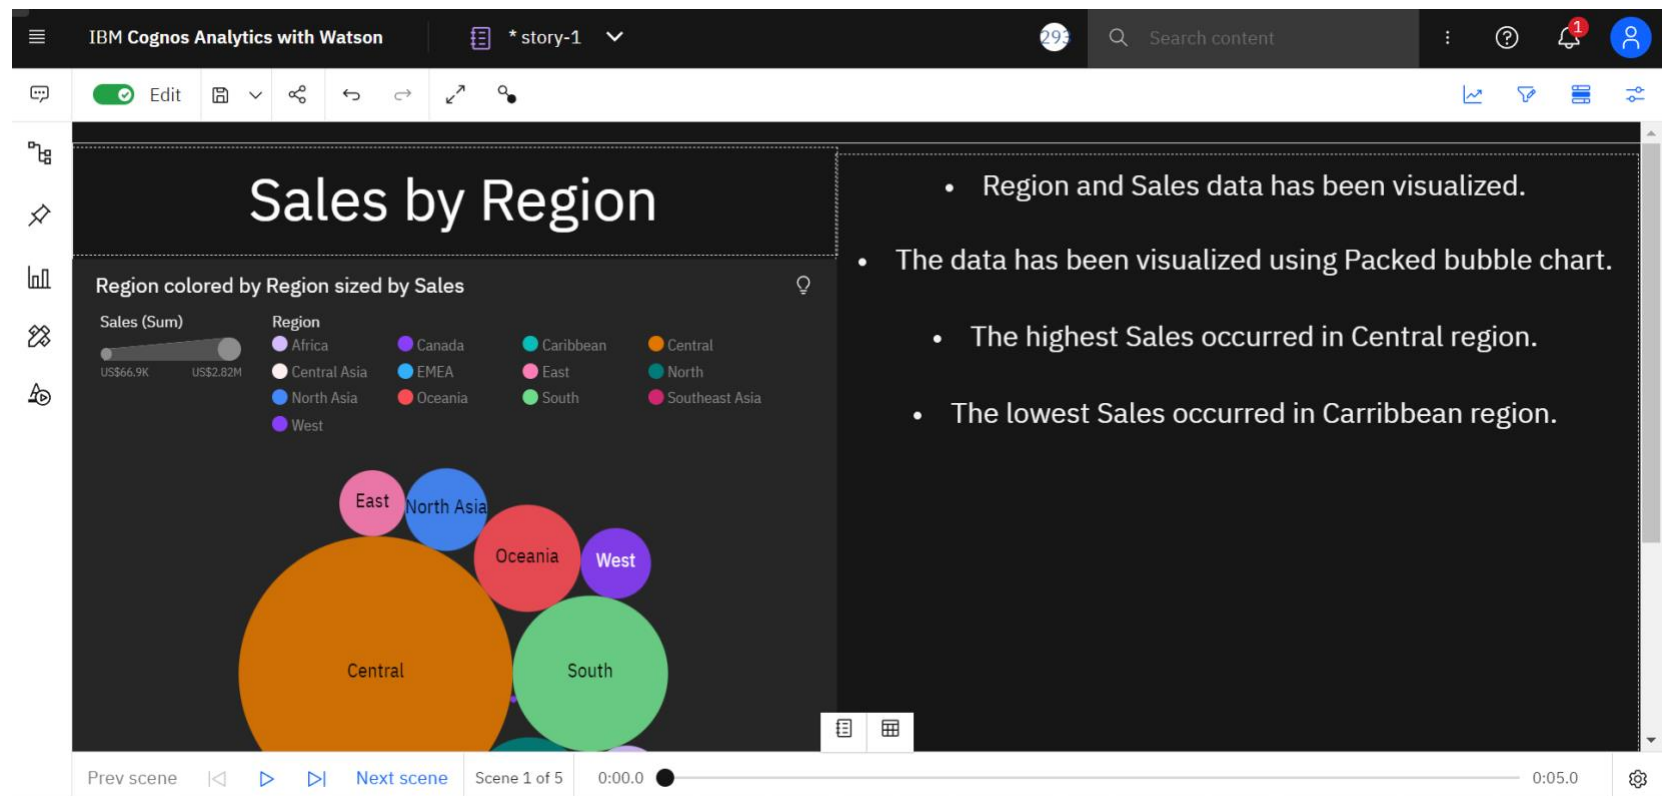 IBM Cognos Analytics with Watson
* story-1
293
Search content
1
Edit
Sales by Region
• Region and Sales data has been visualized.
• The data has been visualized using Packed bubble chart.
• The highest Sales occurred in Central region.
• The lowest Sales occurred in Carribbean region.
Region colored by Region sized by Sales
Sales (Sum)
US$66.9K US$2.82M
Region
Africa Canada Caribbean Central
Central Asia EMEA East North
North Asia Oceania South Southeast Asia
West
East
North Asia
Oceania
West
Central
South
Prev scene
Next scene
Scene 1 of 5
0:00.0
0:05.0